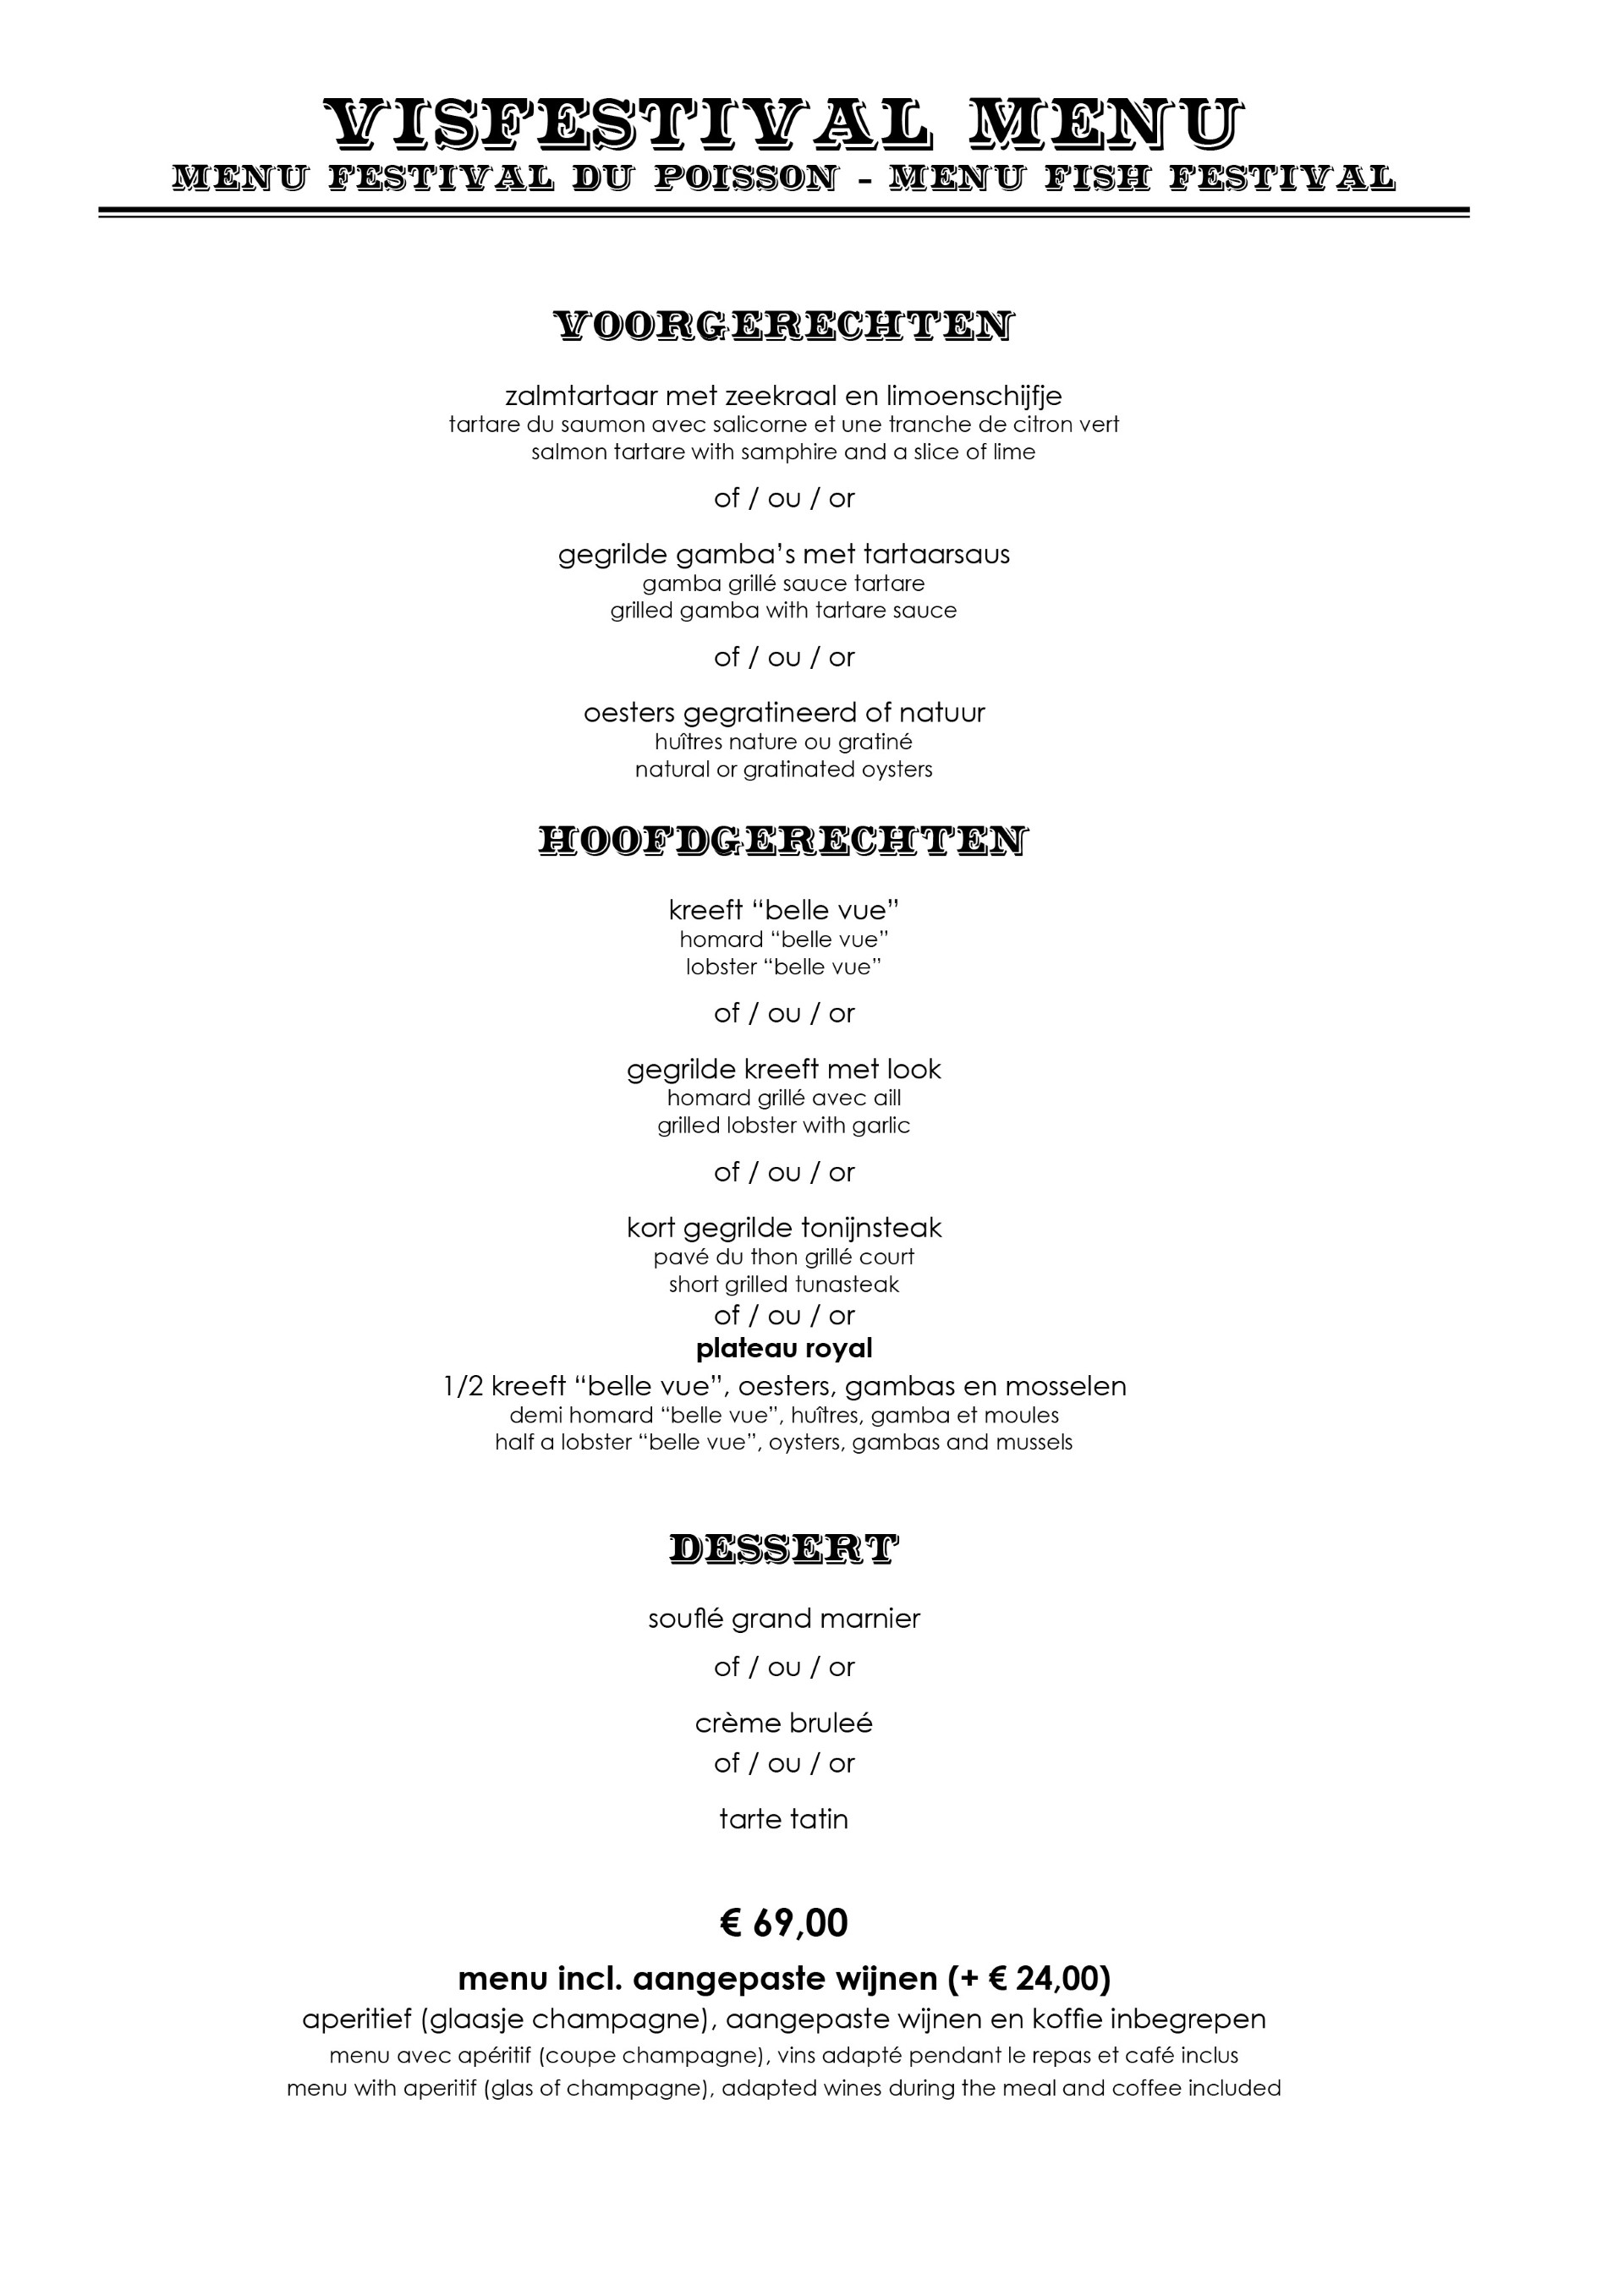 VISFESTIVAL MENU
MENU FESTIVAL DU POISSON - MENU FISH FESTIVAL
VOORGERECHTEN
zalmtartaar met zeekraal en limoenschijfje
tartare du saumon avec salicorne et une tranche de citron vert
salmon tartare with samphire and a slice of lime
of / ou / or
gegrilde gamba’s met tartaarsaus
gamba grillé sauce tartare
grilled gamba with tartare sauce
of / ou / or
oesters gegratineerd of natuur
huîtres nature ou gratiné
natural or gratinated oysters
HOOFDGERECHTEN
kreeft “belle vue”
homard “belle vue”
lobster “belle vue”
of / ou / or
gegrilde kreeft met look
homard grillé avec aill
grilled lobster with garlic
of / ou / or
kort gegrilde tonijnsteak
pavé du thon grillé court
short grilled tunasteak
of / ou / or
plateau royal
1/2 kreeft “belle vue”, oesters, gambas en mosselen
demi homard “belle vue”, huîtres, gamba et moules
half a lobster “belle vue”, oysters, gambas and mussels
DESSERT
souflé grand marnier
of / ou / or
crème bruleé
of / ou / or
tarte tatin
€ 69,00
menu incl. aangepaste wijnen (+ € 24,00)
aperitief (glaasje champagne), aangepaste wijnen en koffie inbegrepen
menu avec apéritif (coupe champagne), vins adapté pendant le repas et café inclus
menu with aperitif (glas of champagne), adapted wines during the meal and coffee included